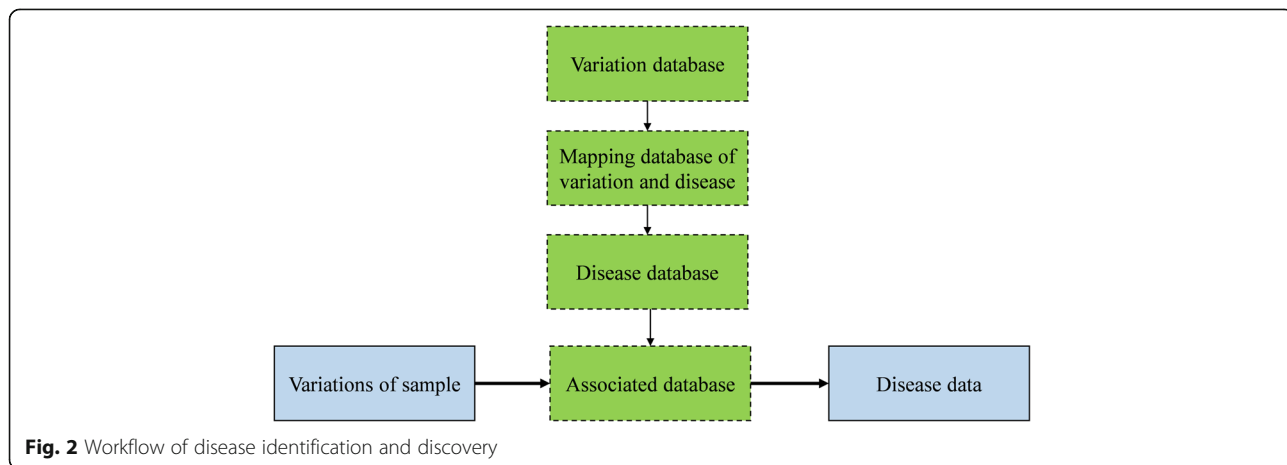 Variation database
Mapping database of
variation and disease
Disease database
Variations of sample
Associated database
Disease data
Fig. 2 Workflow of disease identification and discovery